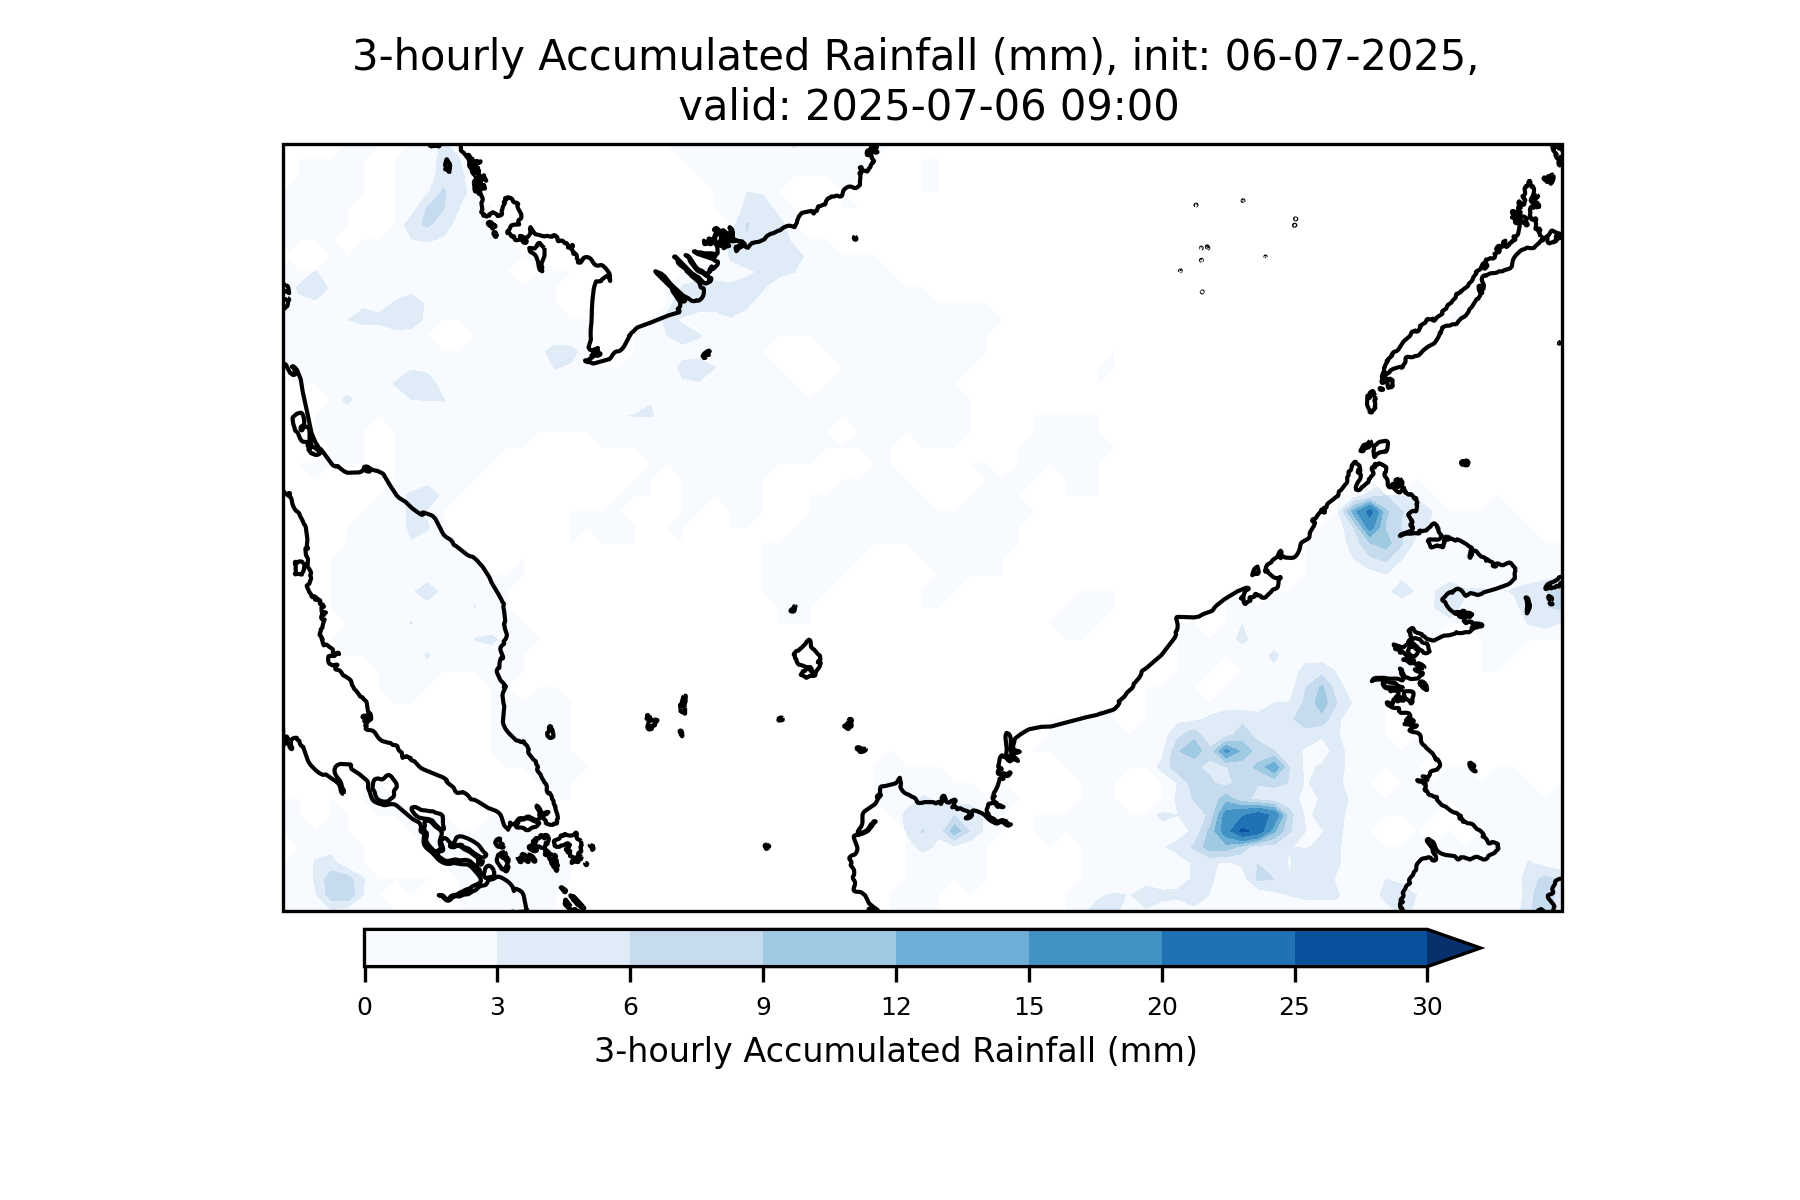 3-hourly Accumulated Rainfall (mm), init: 06-07-2025,
valid: 2025-07-06 09:00
0 3 6 9 12 15 20 25 30
3-hourly Accumulated Rainfall (mm)